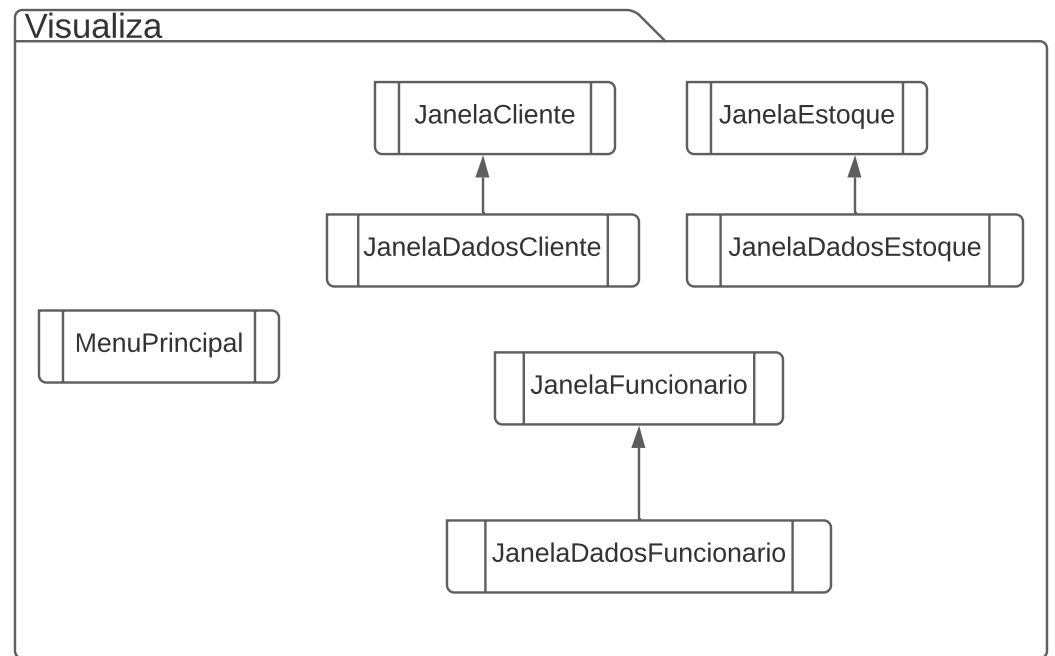 Visualiza
JanelaCliente
JanelaEstoque
JanelaDadosCliente
JanelaDadosEstoque
MenuPrincipal
JanelaFuncionario
JanelaDadosFuncionario